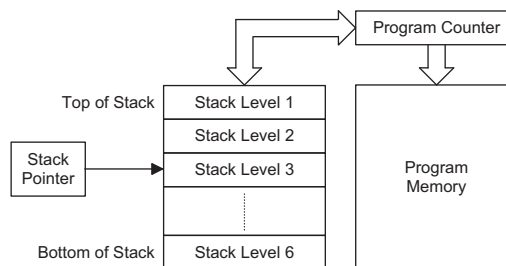 Program Counter
Top of Stack
Stack Level 1
Stack Level 2
Stack
Pointer
Stack Level 3
Program
Memory
Bottom of Stack
Stack Level 6